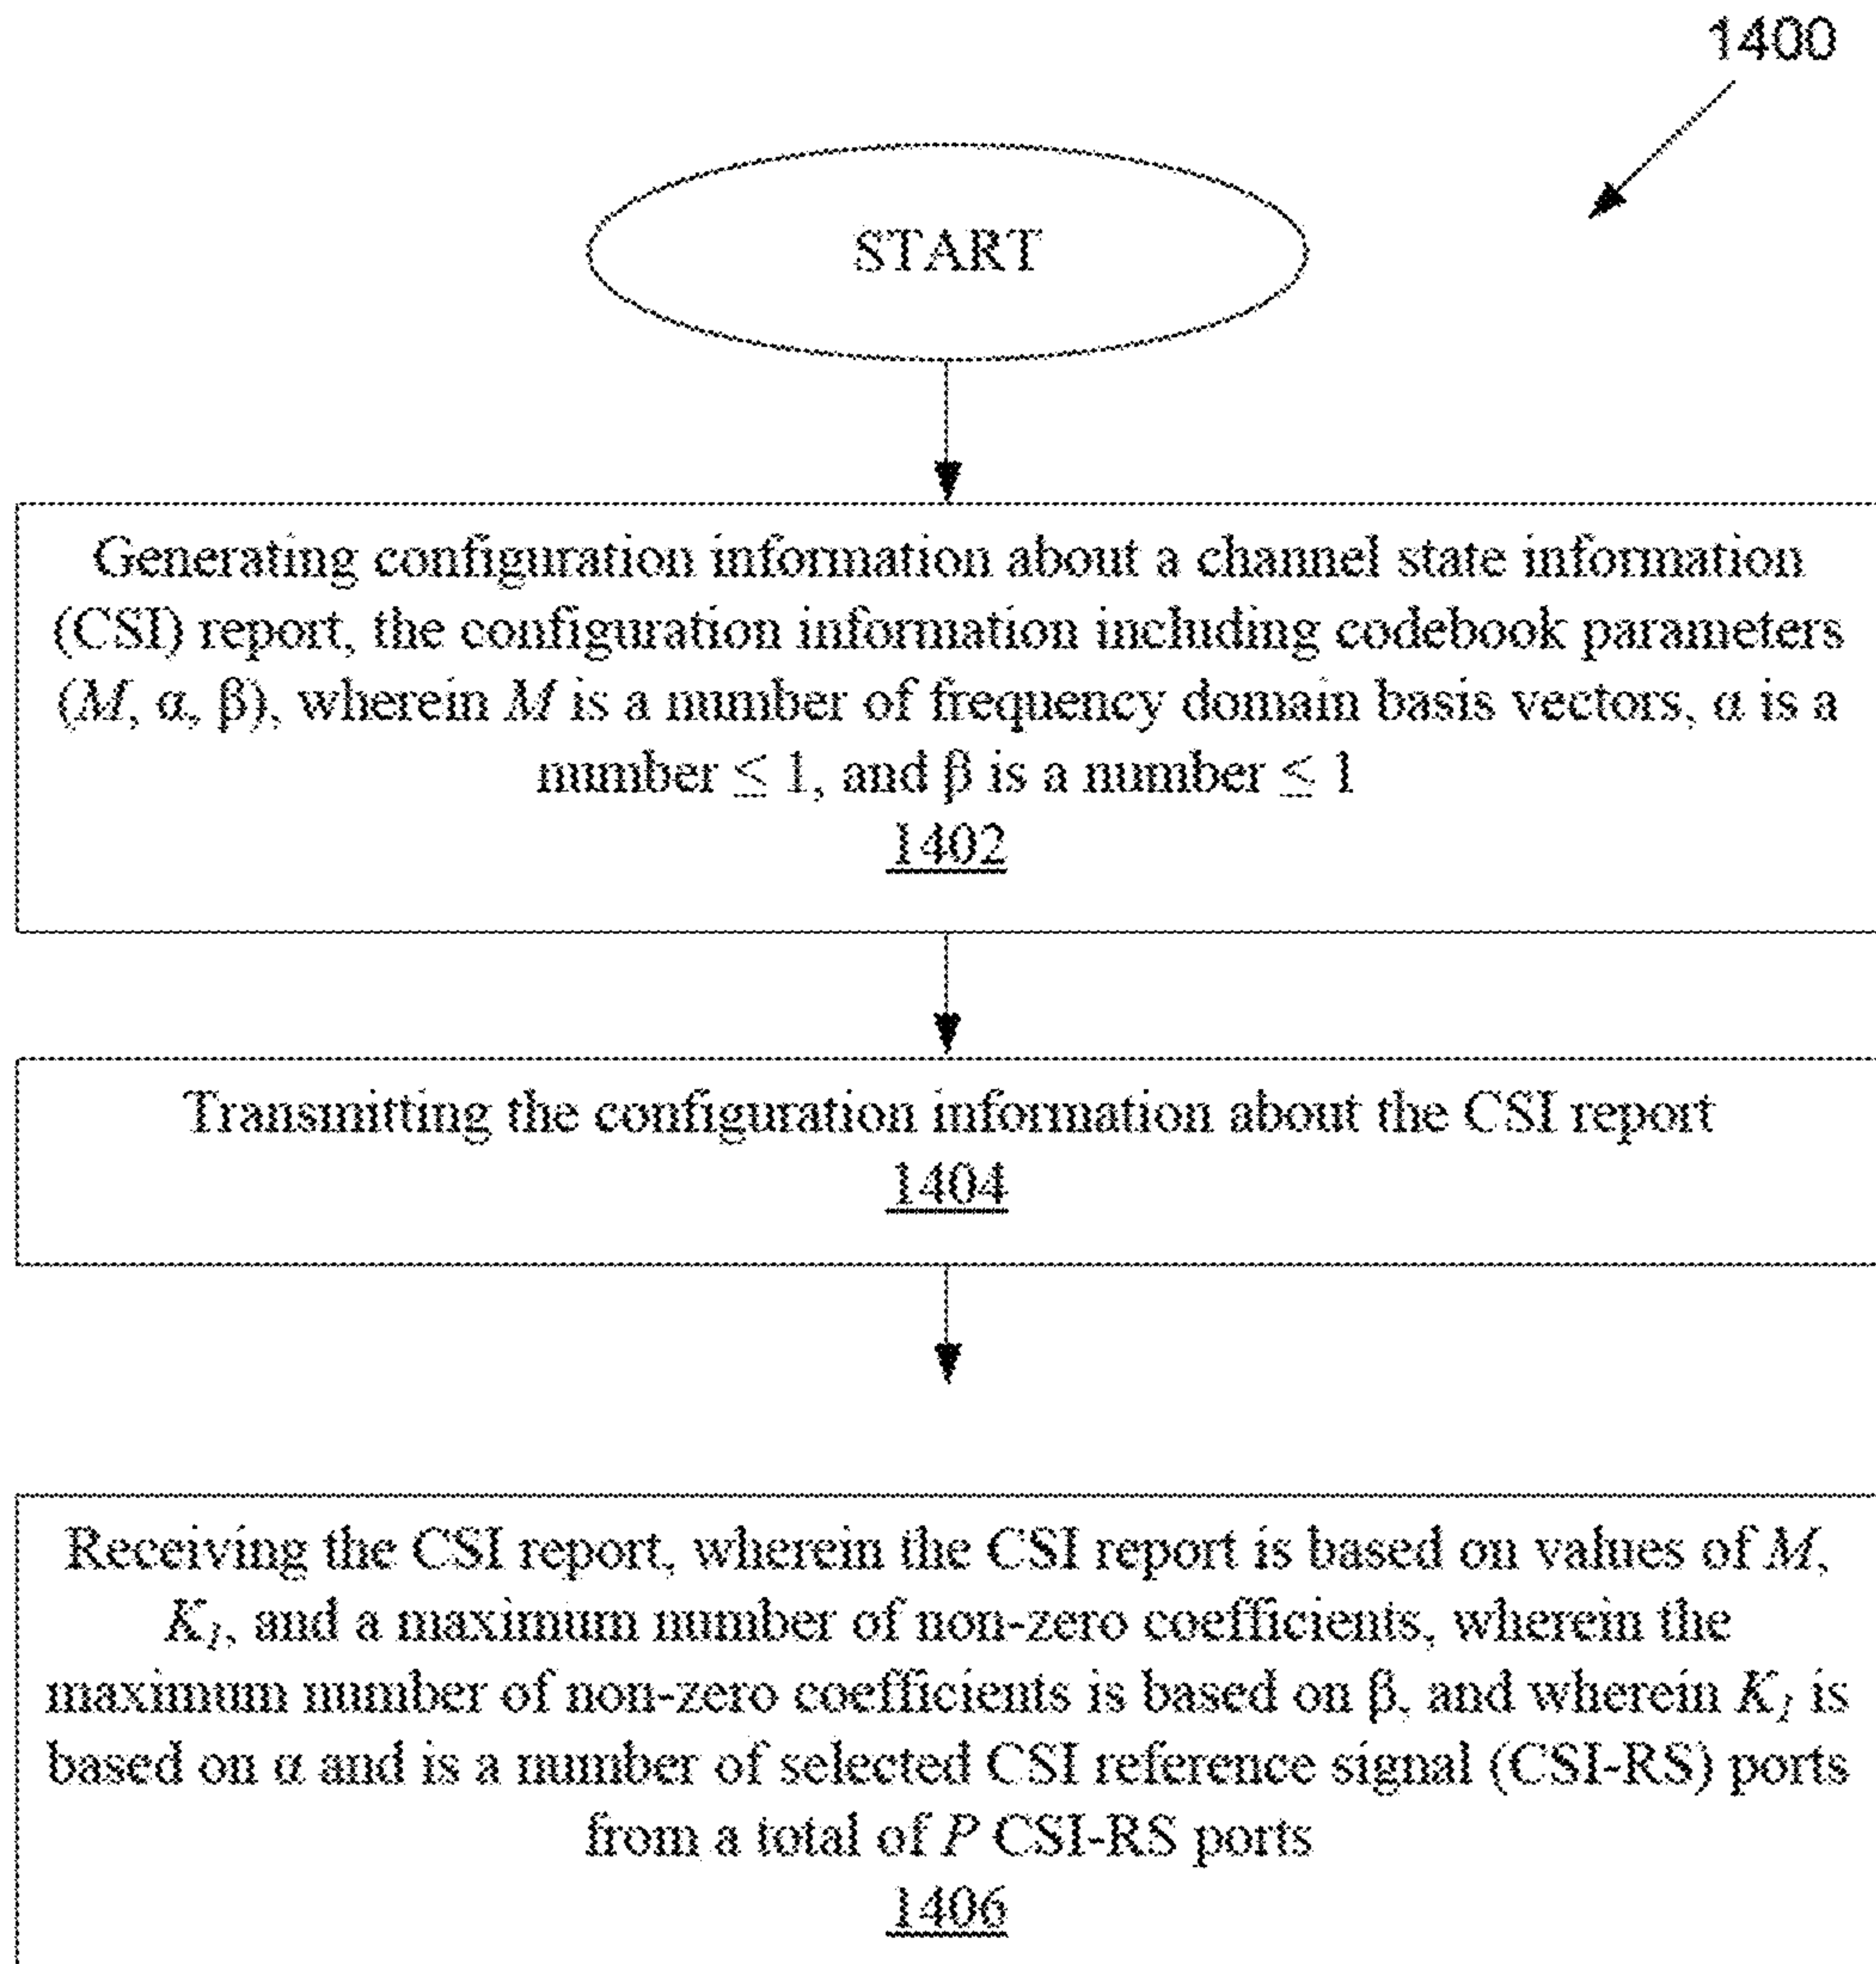 1400
START
Generating configuration information about a channel state information
(CSI) report, the configuration information including codebook parameters
(M, α, β), wherein M is a number of frequency domain basis vectors, α is a
number ≤ 1, and β is a number ≤ 1
1402
Transmitting the configuration information about the CSI report
1404
Receiving the CSI report, wherein the CSI report is based on values of M,
K₁, and a maximum number of non-zero coefficients, wherein the
maximum number of non-zero coefficients is based on β, and wherein K₁ is
based on α and is a number of selected CSI reference signal (CSI-RS) ports
from a total of P CSI-RS ports
1406